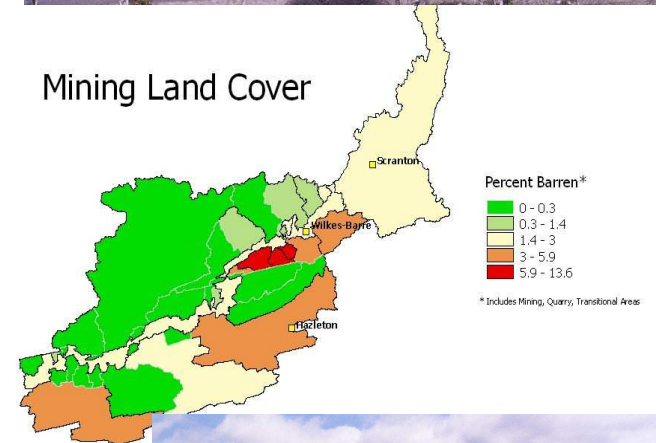 Mining Land Cover
Scranton
Wilkes-Barre
Hazleton
Percent Barren*
0 - 0.3
0.3 - 1.4
1.4 - 3
3 - 5.9
5.9 - 13.6
* Includes Mining, Quarry, Transitional Areas